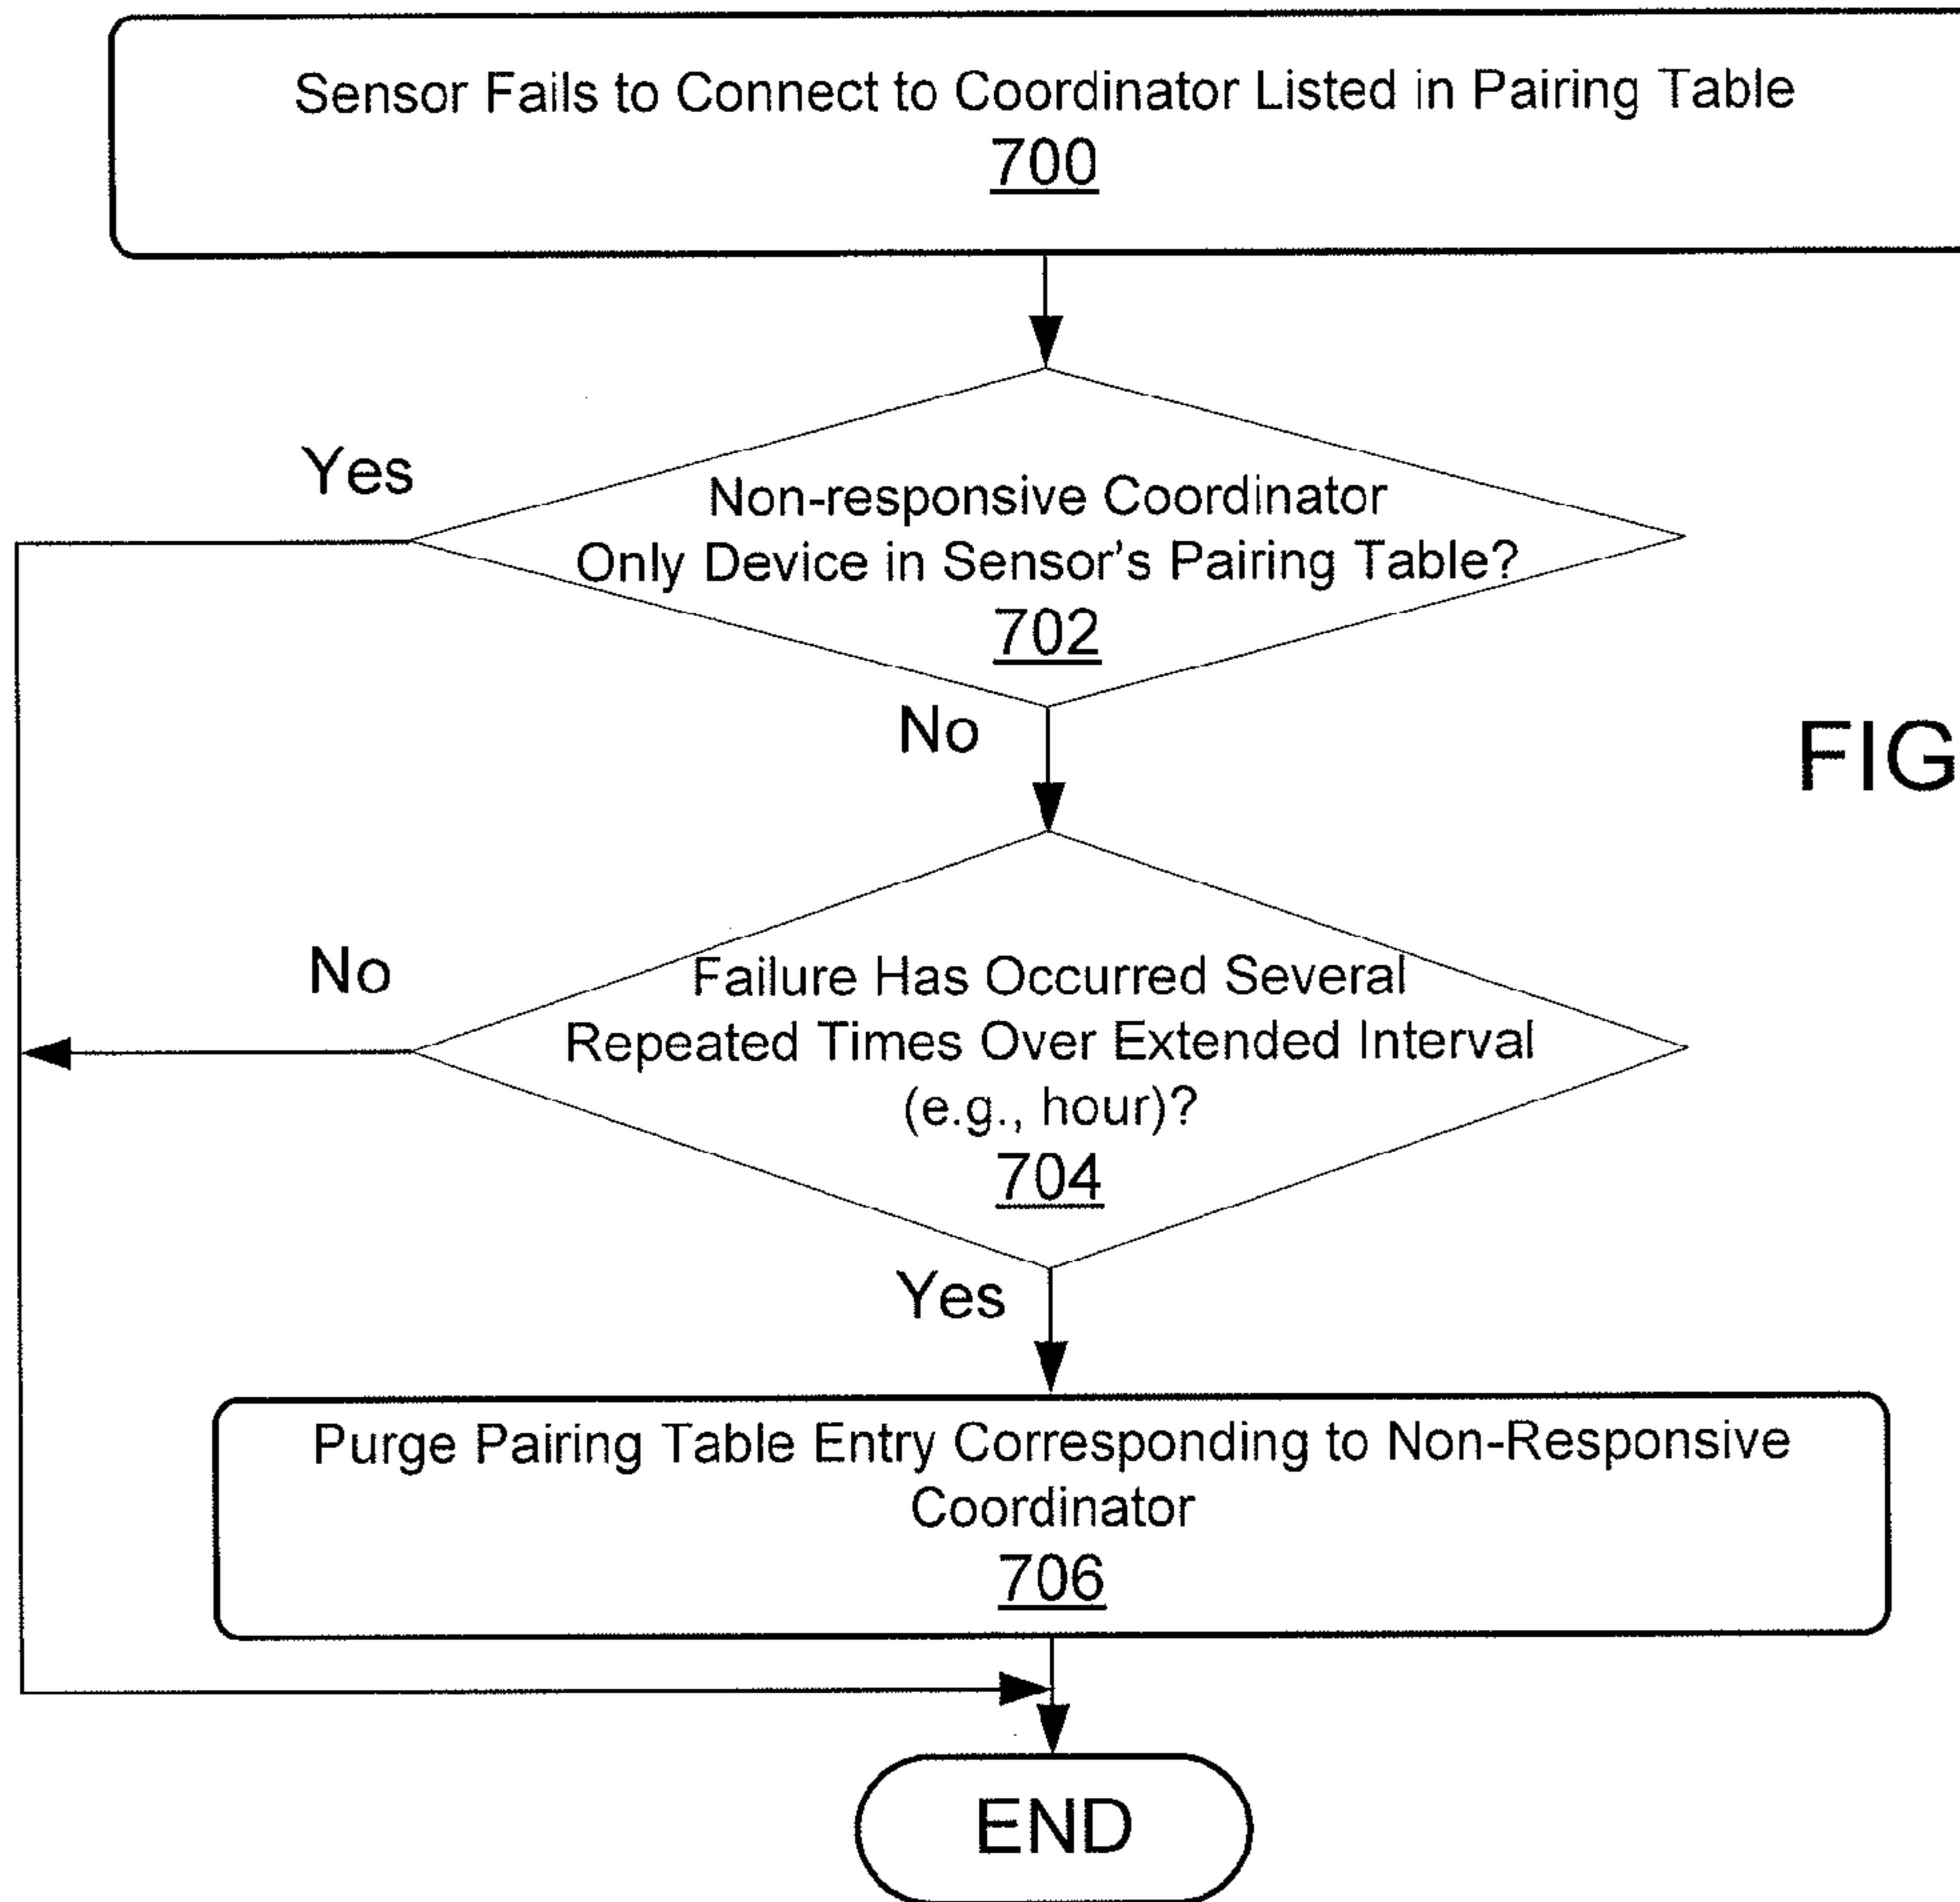 Sensor Fails to Connect to Coordinator Listed in Pairing Table
700
Yes
Non-responsive Coordinator
Only Device in Sensor's Pairing Table?
702
No
FIG
No
Failure Has Occurred Several
Repeated Times Over Extended Interval
(e.g., hour)?
704
Yes
Purge Pairing Table Entry Corresponding to Non-Responsive
Coordinator
706
END